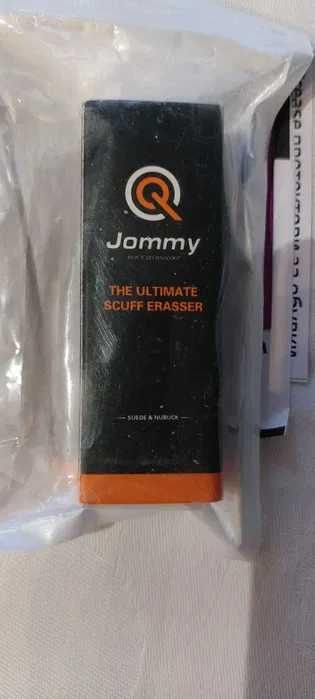 Jommy
THE ULTIMATE
SCUFF ERASSER
SUEDE & NUBUCK